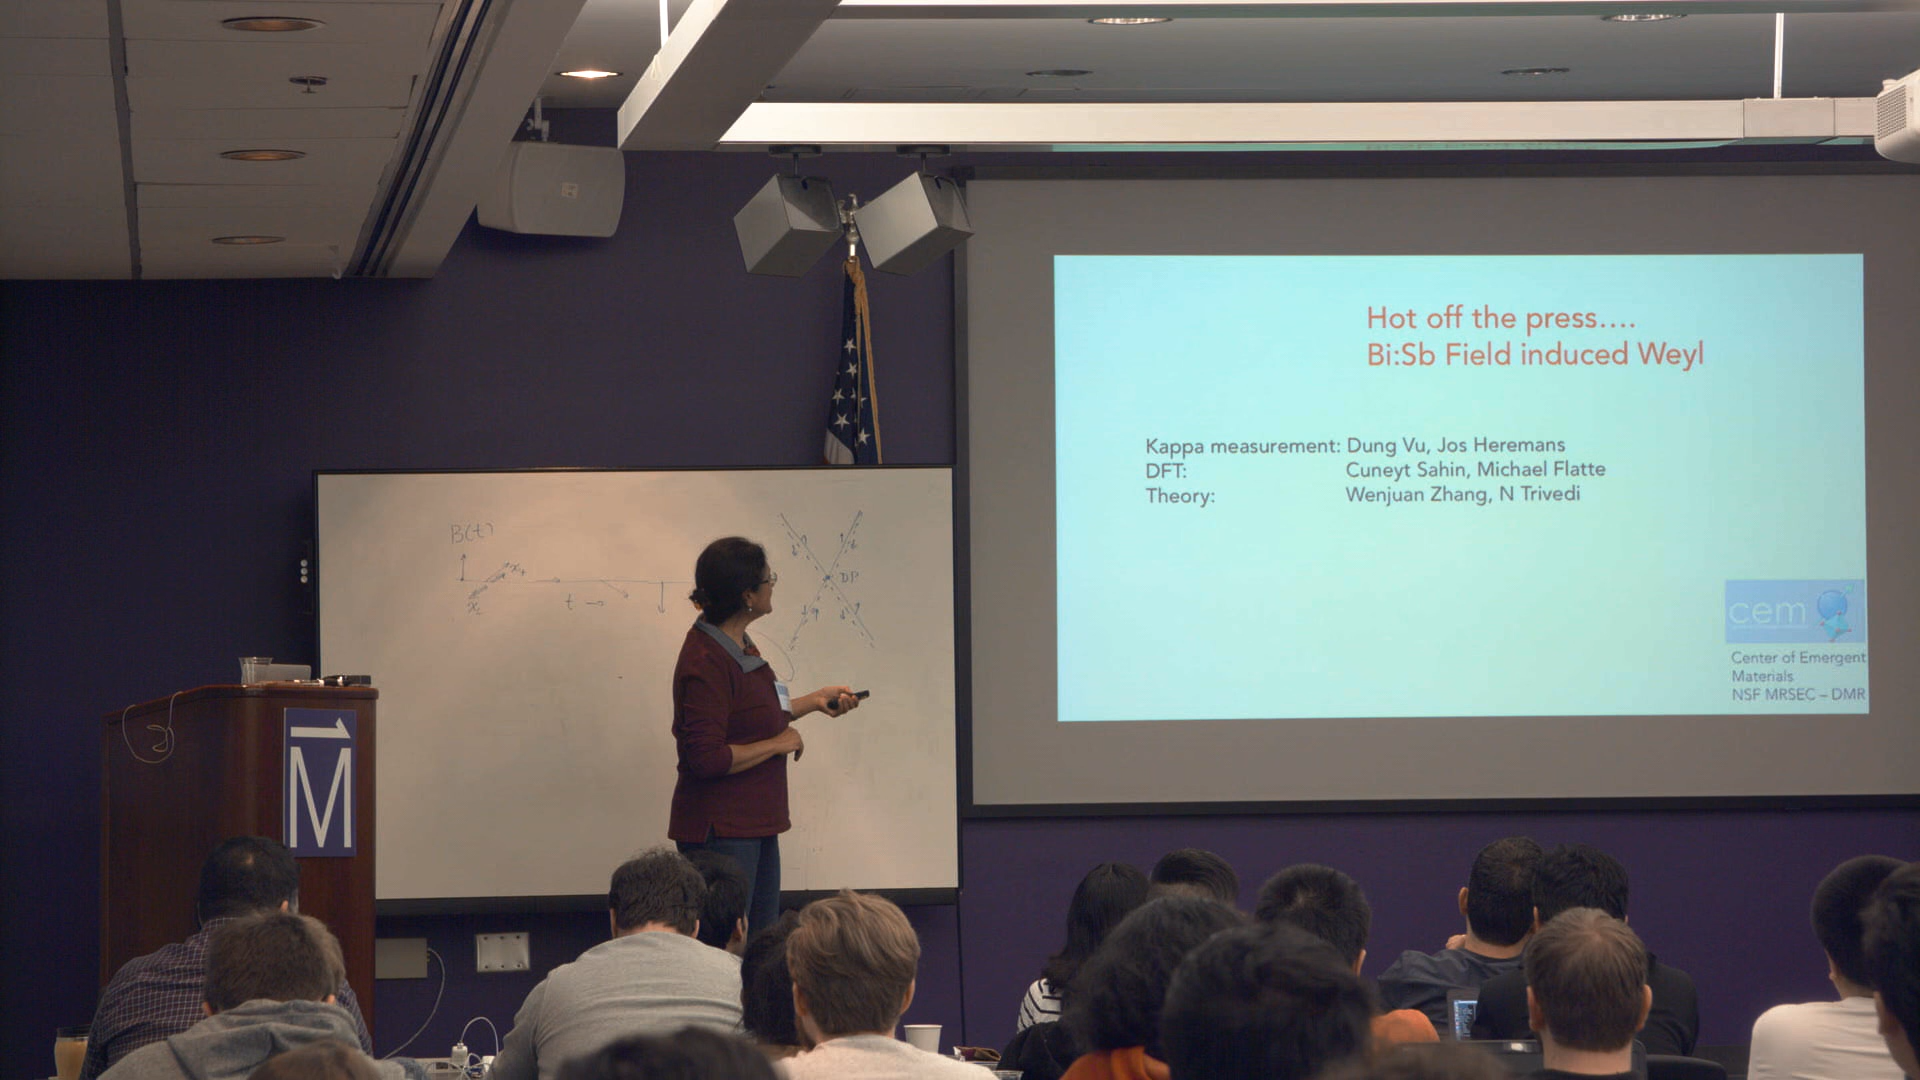 Hot off the press....
Bi:Sb Field induced Weyl
Kappa measurement: Dung Vu, Jos Heremans
DFT: Cuneyt Sahin, Michael Flatte
Theory: Wenjuan Zhang, N Trivedi
cem
Center of Emergent
Materials
NSF MRSEC – DMR
B(t)
x+
x-
t →
DP
M